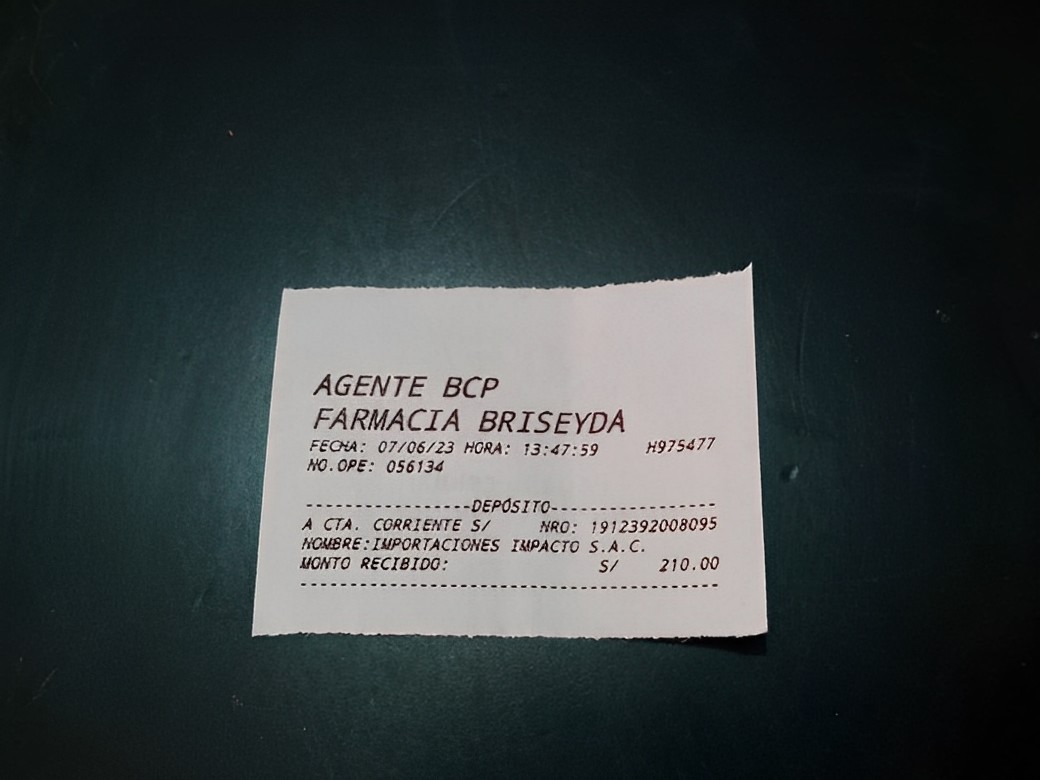 AGENTE BCP
FARMACIA BRISEYDA
FECHA: 07/06/23 HORA: 13:47:59 H975477
NO.OPE: 056134
------------------DEPÓSITO------------------
A CTA. CORRIENTE S/ NRO: 1912392008095
NOMBRE:IMPORTACIONES IMPACTO S.A.C.
MONTO RECIBIDO: S/ 210.00
--------------------------------------------